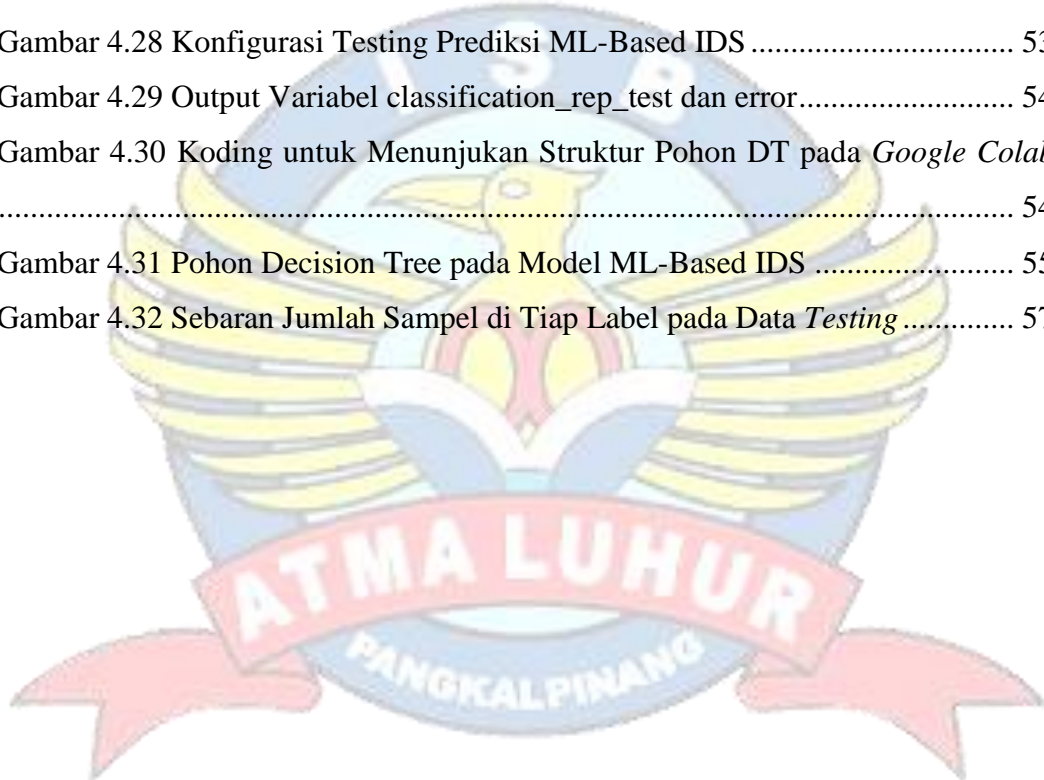 Gambar 4.28 Konfigurasi Testing Prediksi ML-Based IDS ................................. 53
Gambar 4.29 Output Variabel classification_rep_test dan error ........................... 54
Gambar 4.30 Koding untuk Menunjukan Struktur Pohon DT pada Google Colab
................................................................................................................................ 54
Gambar 4.31 Pohon Decision Tree pada Model ML-Based IDS ......................... 55
Gambar 4.32 Sebaran Jumlah Sampel di Tiap Label pada Data Testing .............. 57
I S B
ATMA LUHUR
PANGKALPINANG